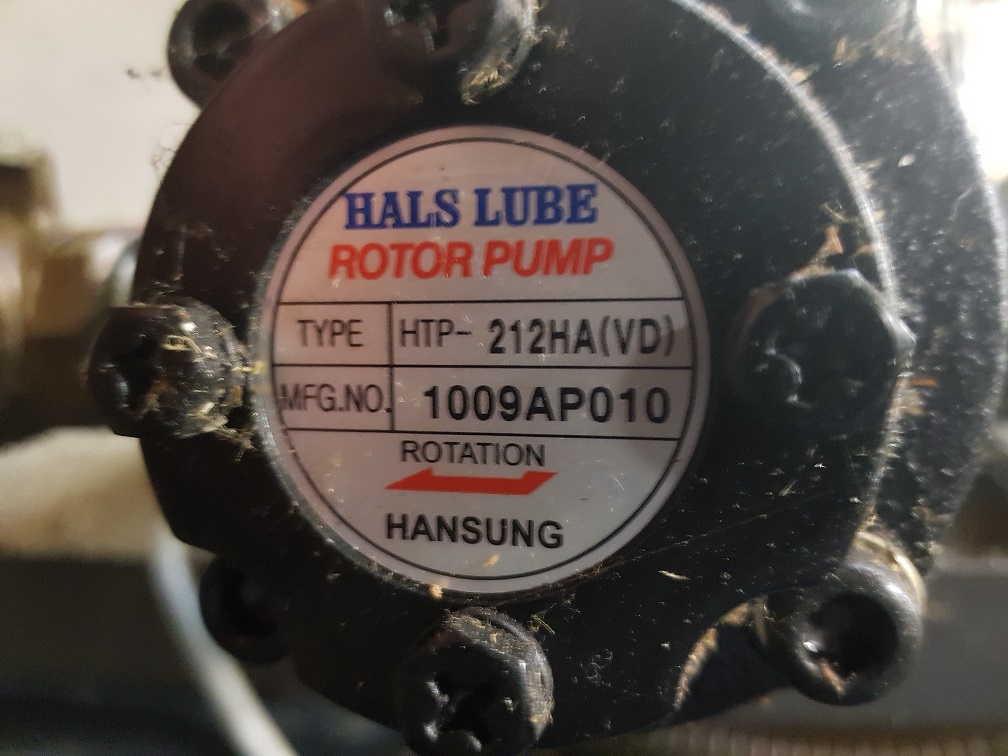 HALS LUBE
ROTOR PUMP
TYPE HTP- 212HA(VD)
MFG.NO. 1009AP010
ROTATION
HANSUNG